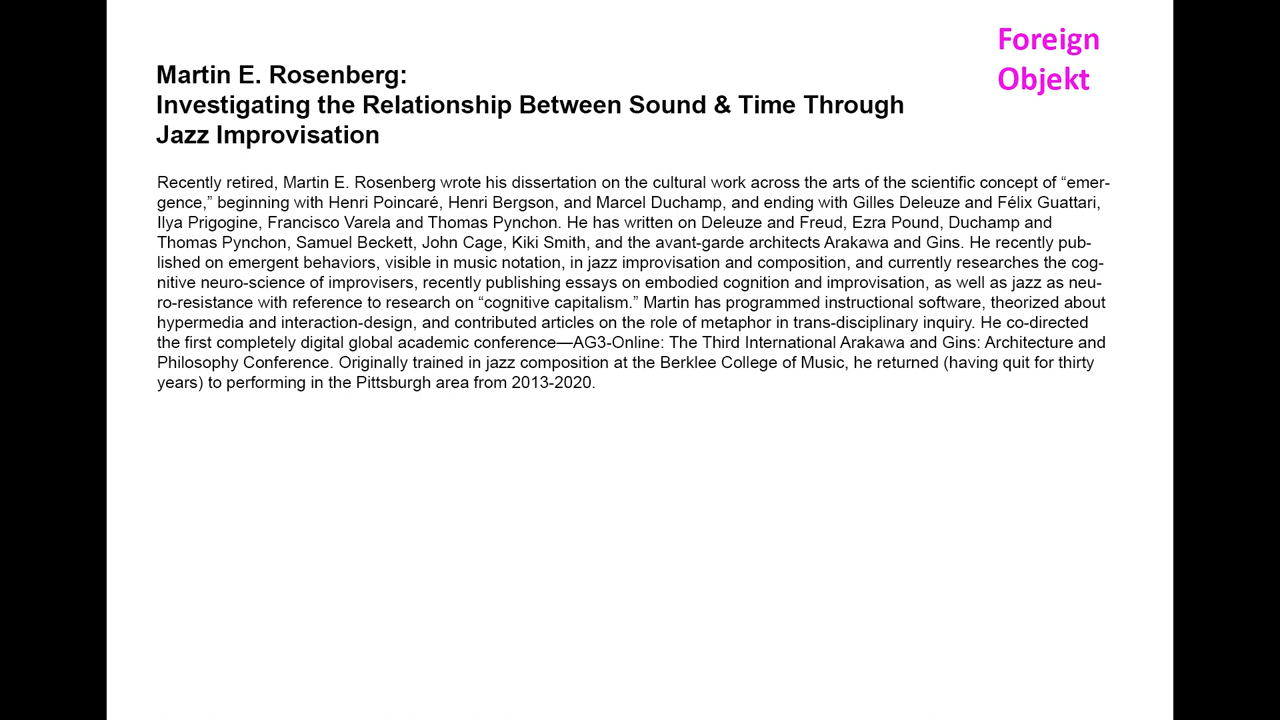 Foreign
Objekt
Martin E. Rosenberg:
Investigating the Relationship Between Sound & Time Through
Jazz Improvisation
Recently retired, Martin E. Rosenberg wrote his dissertation on the cultural work across the arts of the scientific concept of “emer-
gence,” beginning with Henri Poincaré, Henri Bergson, and Marcel Duchamp, and ending with Gilles Deleuze and Félix Guattari,
Ilya Prigogine, Francisco Varela and Thomas Pynchon. He has written on Deleuze and Freud, Ezra Pound, Duchamp and
Thomas Pynchon, Samuel Beckett, John Cage, Kiki Smith, and the avant-garde architects Arakawa and Gins. He recently pub-
lished on emergent behaviors, visible in music notation, in jazz improvisation and composition, and currently researches the cog-
nitive neuro-science of improvisers, recently publishing essays on embodied cognition and improvisation, as well as jazz as neu-
ro-resistance with reference to research on “cognitive capitalism.” Martin has programmed instructional software, theorized about
hypermedia and interaction-design, and contributed articles on the role of metaphor in trans-disciplinary inquiry. He co-directed
the first completely digital global academic conference—AG3-Online: The Third International Arakawa and Gins: Architecture and
Philosophy Conference. Originally trained in jazz composition at the Berklee College of Music, he returned (having quit for thirty
years) to performing in the Pittsburgh area from 2013-2020.